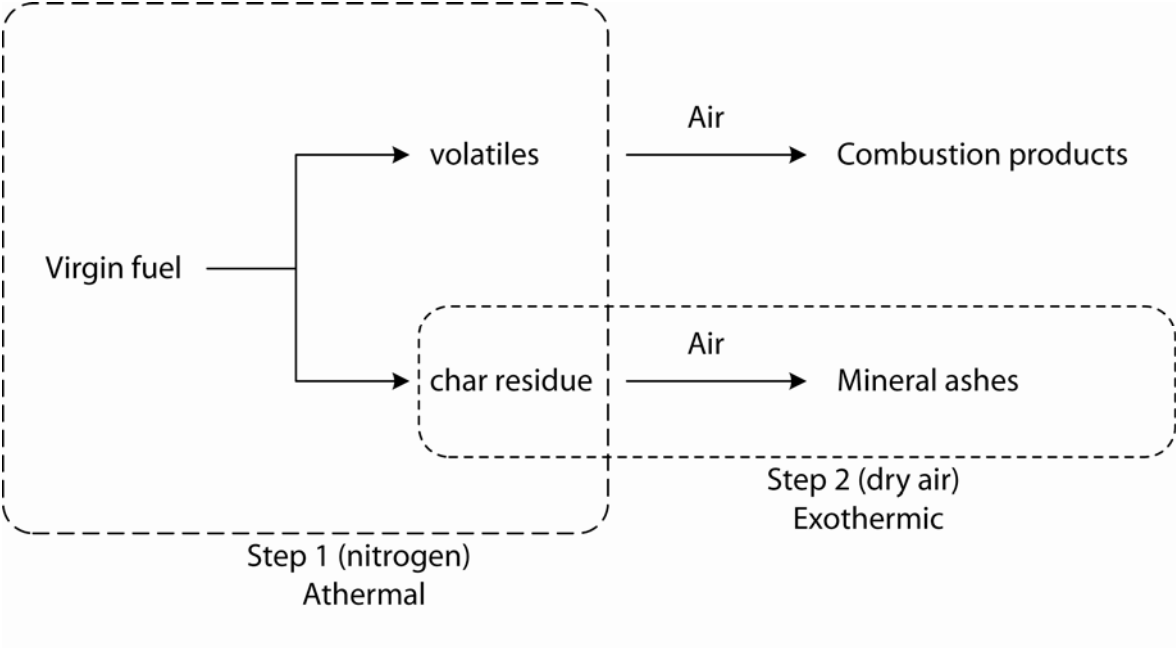 Air
volatiles
Combustion products
Virgin fuel
Air
char residue
Mineral ashes
Step 2 (dry air)
Exothermic
Step 1 (nitrogen)
Athermal